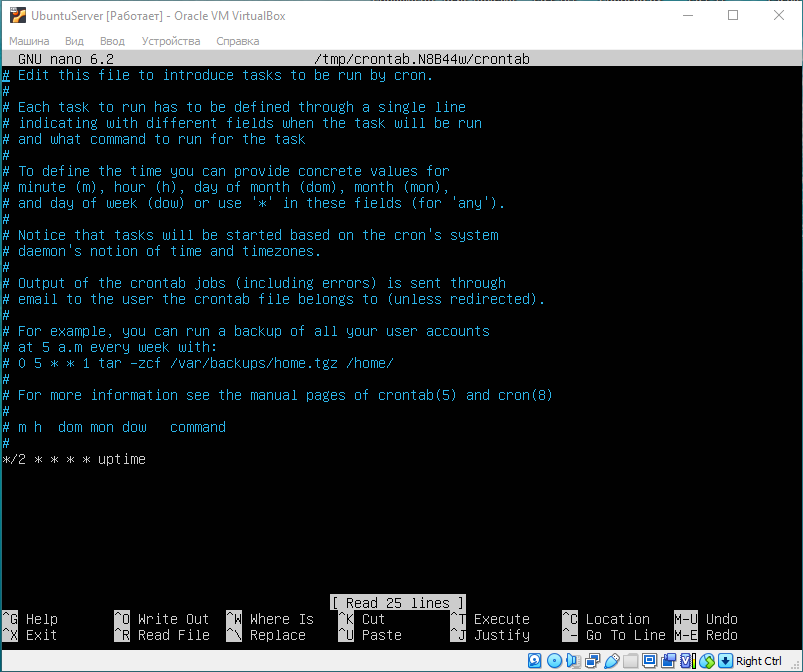 UbuntuServer [Работает] - Oracle VM VirtualBox
Машина Вид Ввод Устройства Справка
GNU nano 6.2 /tmp/crontab.N8B44w/crontab
# Edit this file to introduce tasks to be run by cron.
#
# Each task to run has to be defined through a single line
# indicating with different fields when the task will be run
# and what command to run for the task
#
# To define the time you can provide concrete values for
# minute (m), hour (h), day of month (dom), month (mon),
# and day of week (dow) or use '*' in these fields (for 'any').
#
# Notice that tasks will be started based on the cron's system
# daemon's notion of time and timezones.
#
# Output of the crontab jobs (including errors) is sent through
# email to the user the crontab file belongs to (unless redirected).
#
# For example, you can run a backup of all your user accounts
# at 5 a.m every week with:
# 0 5 * * 1 tar -zcf /var/backups/home.tgz /home/
#
# For more information see the manual pages of crontab(5) and cron(8)
#
# m h  dom mon dow   command
#
*/2 * * * * uptime
[ Read 25 lines ]
^G Help ^O Write Out ^W Where Is ^K Cut ^T Execute ^C Location M-U Undo
^X Exit ^R Read File ^\ Replace ^U Paste ^J Justify ^_ Go To Line M-E Redo
Right Ctrl